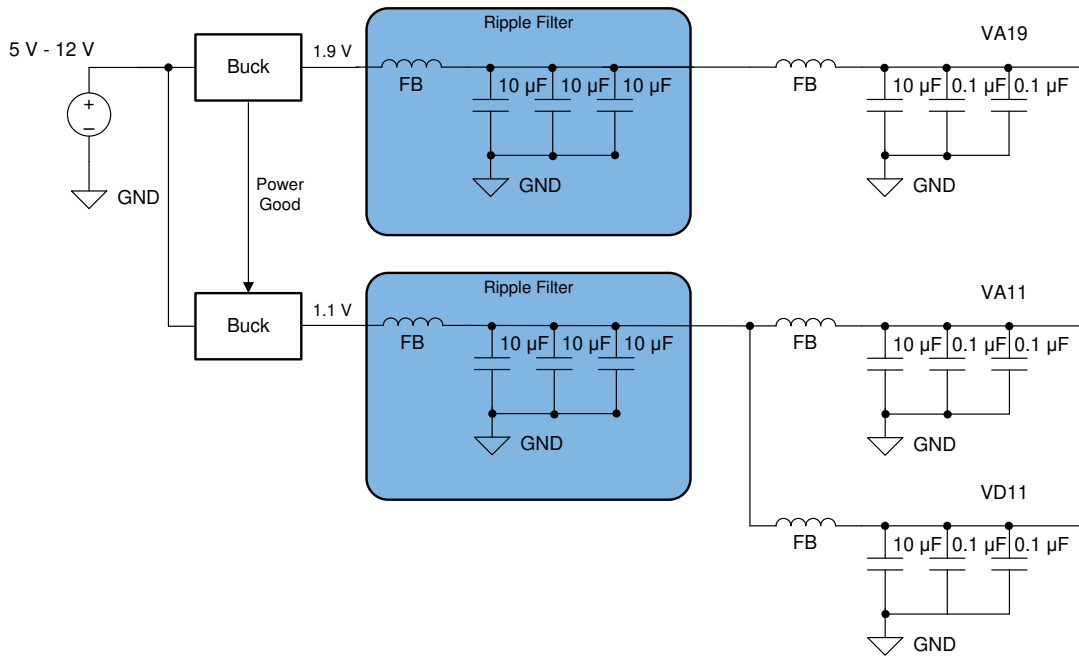 Ripple Filter
5 V - 12 V
Buck
1.9 V
FB
10 µF
10 µF
10 µF
GND
FB
VA19
10 µF
0.1 µF
0.1 µF
GND
+
−
GND
Power
Good
Ripple Filter
Buck
1.1 V
FB
10 µF
10 µF
10 µF
GND
FB
VA11
10 µF
0.1 µF
0.1 µF
GND
VD11
FB
10 µF
0.1 µF
0.1 µF
GND